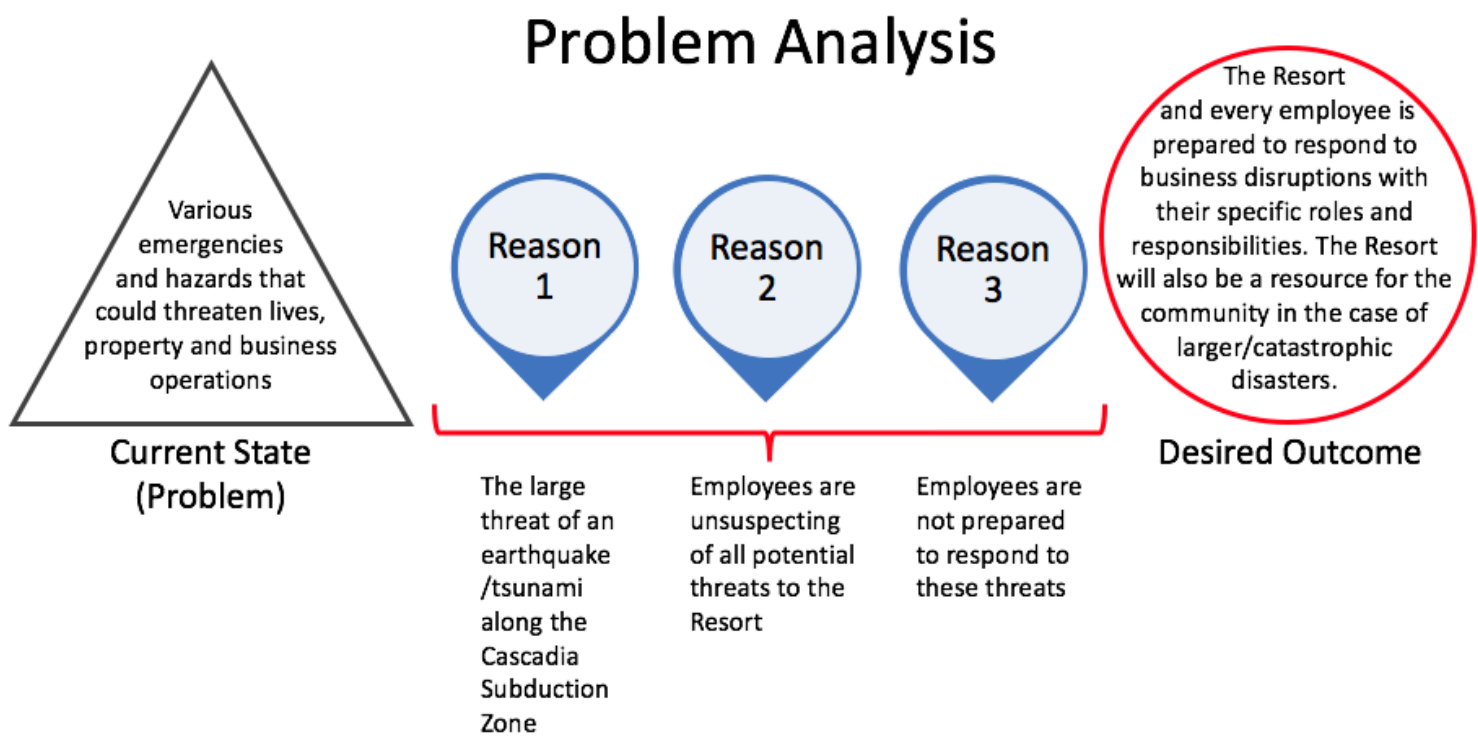 Problem Analysis
Various
emergencies
and hazards that
could threaten lives,
property and business
operations
Current State
(Problem)
Reason
1
Reason
2
Reason
3
The large
threat of an
earthquake
/tsunami
along the
Cascadia
Subduction
Zone
Employees are
unsuspecting
of all potential
threats to the
Resort
Employees are
not prepared
to respond to
these threats
The Resort
and every employee is
prepared to respond to
business disruptions with
their specific roles and
responsibilities. The Resort
will also be a resource for the
community in the case of
larger/catastrophic
disasters.
Desired Outcome